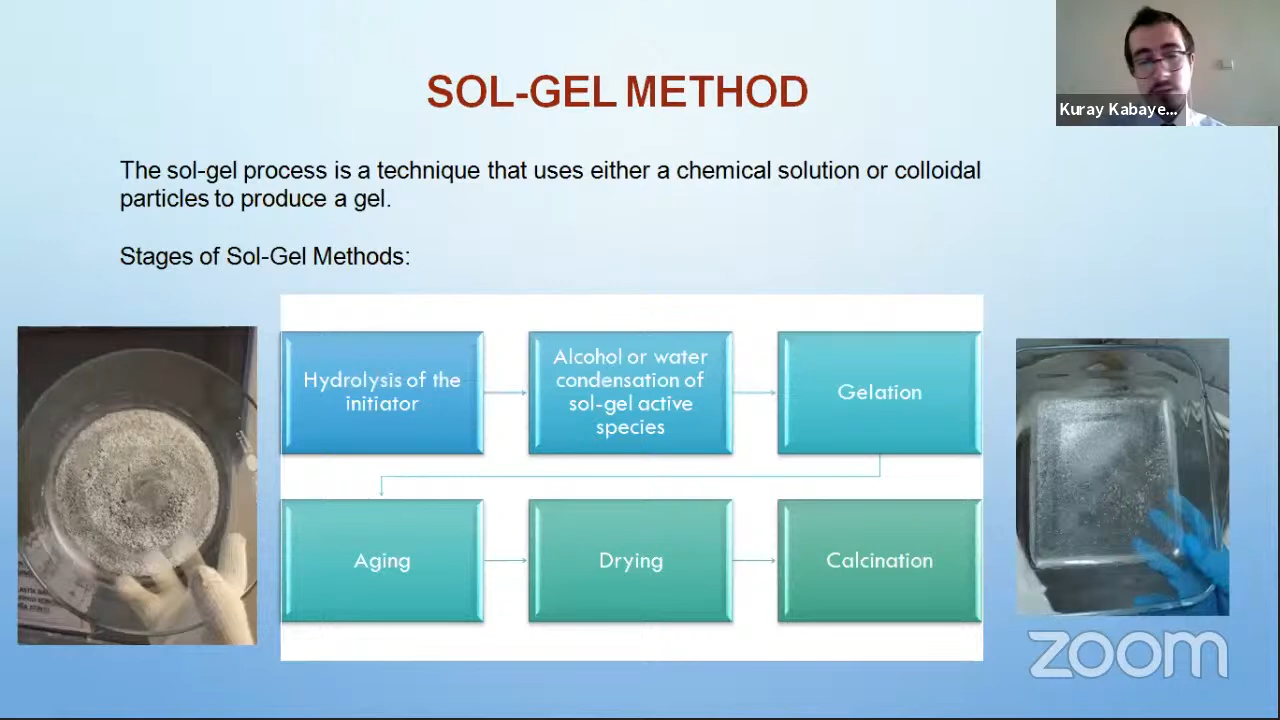 SOL-GEL METHOD
Kuray Kabaye...
The sol-gel process is a technique that uses either a chemical solution or colloidal
particles to produce a gel.
Stages of Sol-Gel Methods:
Hydrolysis of the
initiator
Alcohol or water
condensation of
sol-gel active
species
Gelation
Aging
Drying
Calcination
zoom